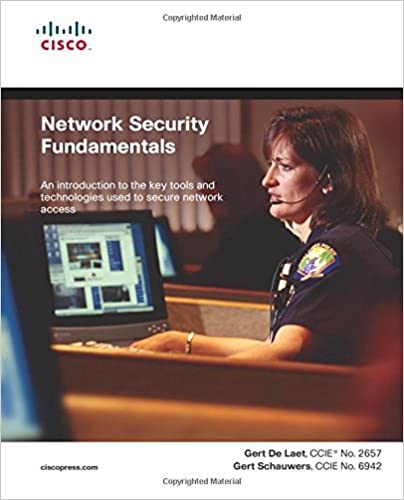 Copyrighted Material
CISCO
Network Security
Fundamentals
An introduction to the key tools and
technologies used to secure network
access
Gert De Laet, CCIE® No. 2657
ciscopress.com
Gert Schauwers, CCIE No. 6942
Copyrighted Material